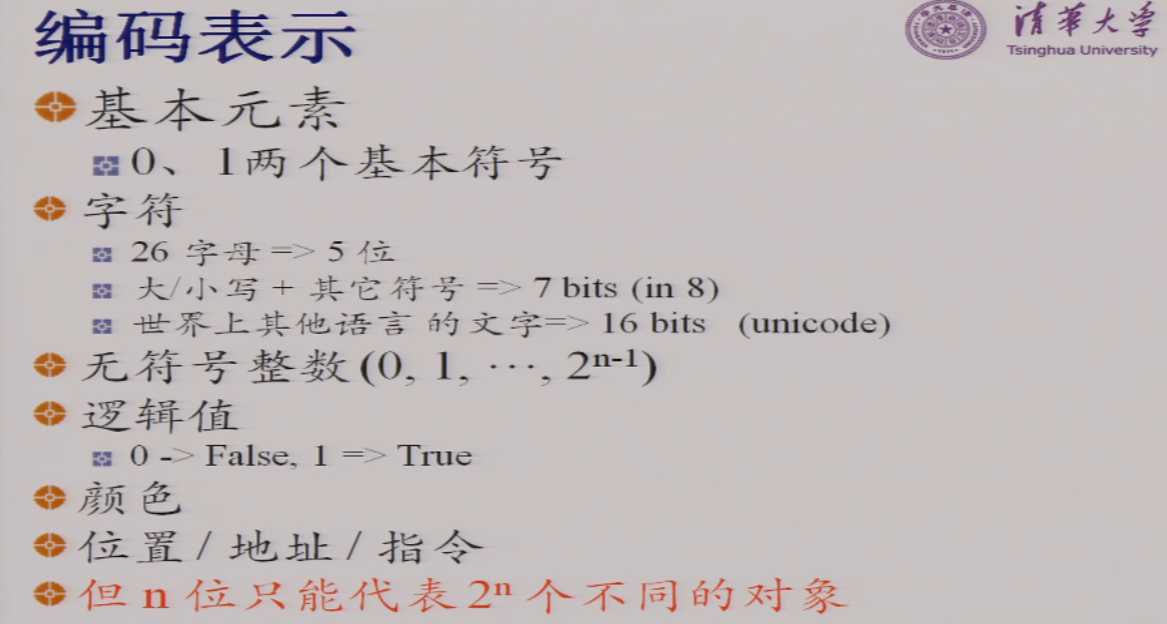 编码表示
清华大学
Tsinghua University
基本元素
0、1两个基本符号
字符
26 字母 => 5 位
大/小写 + 其它符号 => 7 bits (in 8)
世界上其他语言 的文字=> 16 bits (unicode)
无符号整数(0, 1, ···, 2ⁿ⁻¹)
逻辑值
0 -> False, 1 => True
颜色
位置 / 地址 / 指令
但 n 位只能代表 2ⁿ 个不同的对象